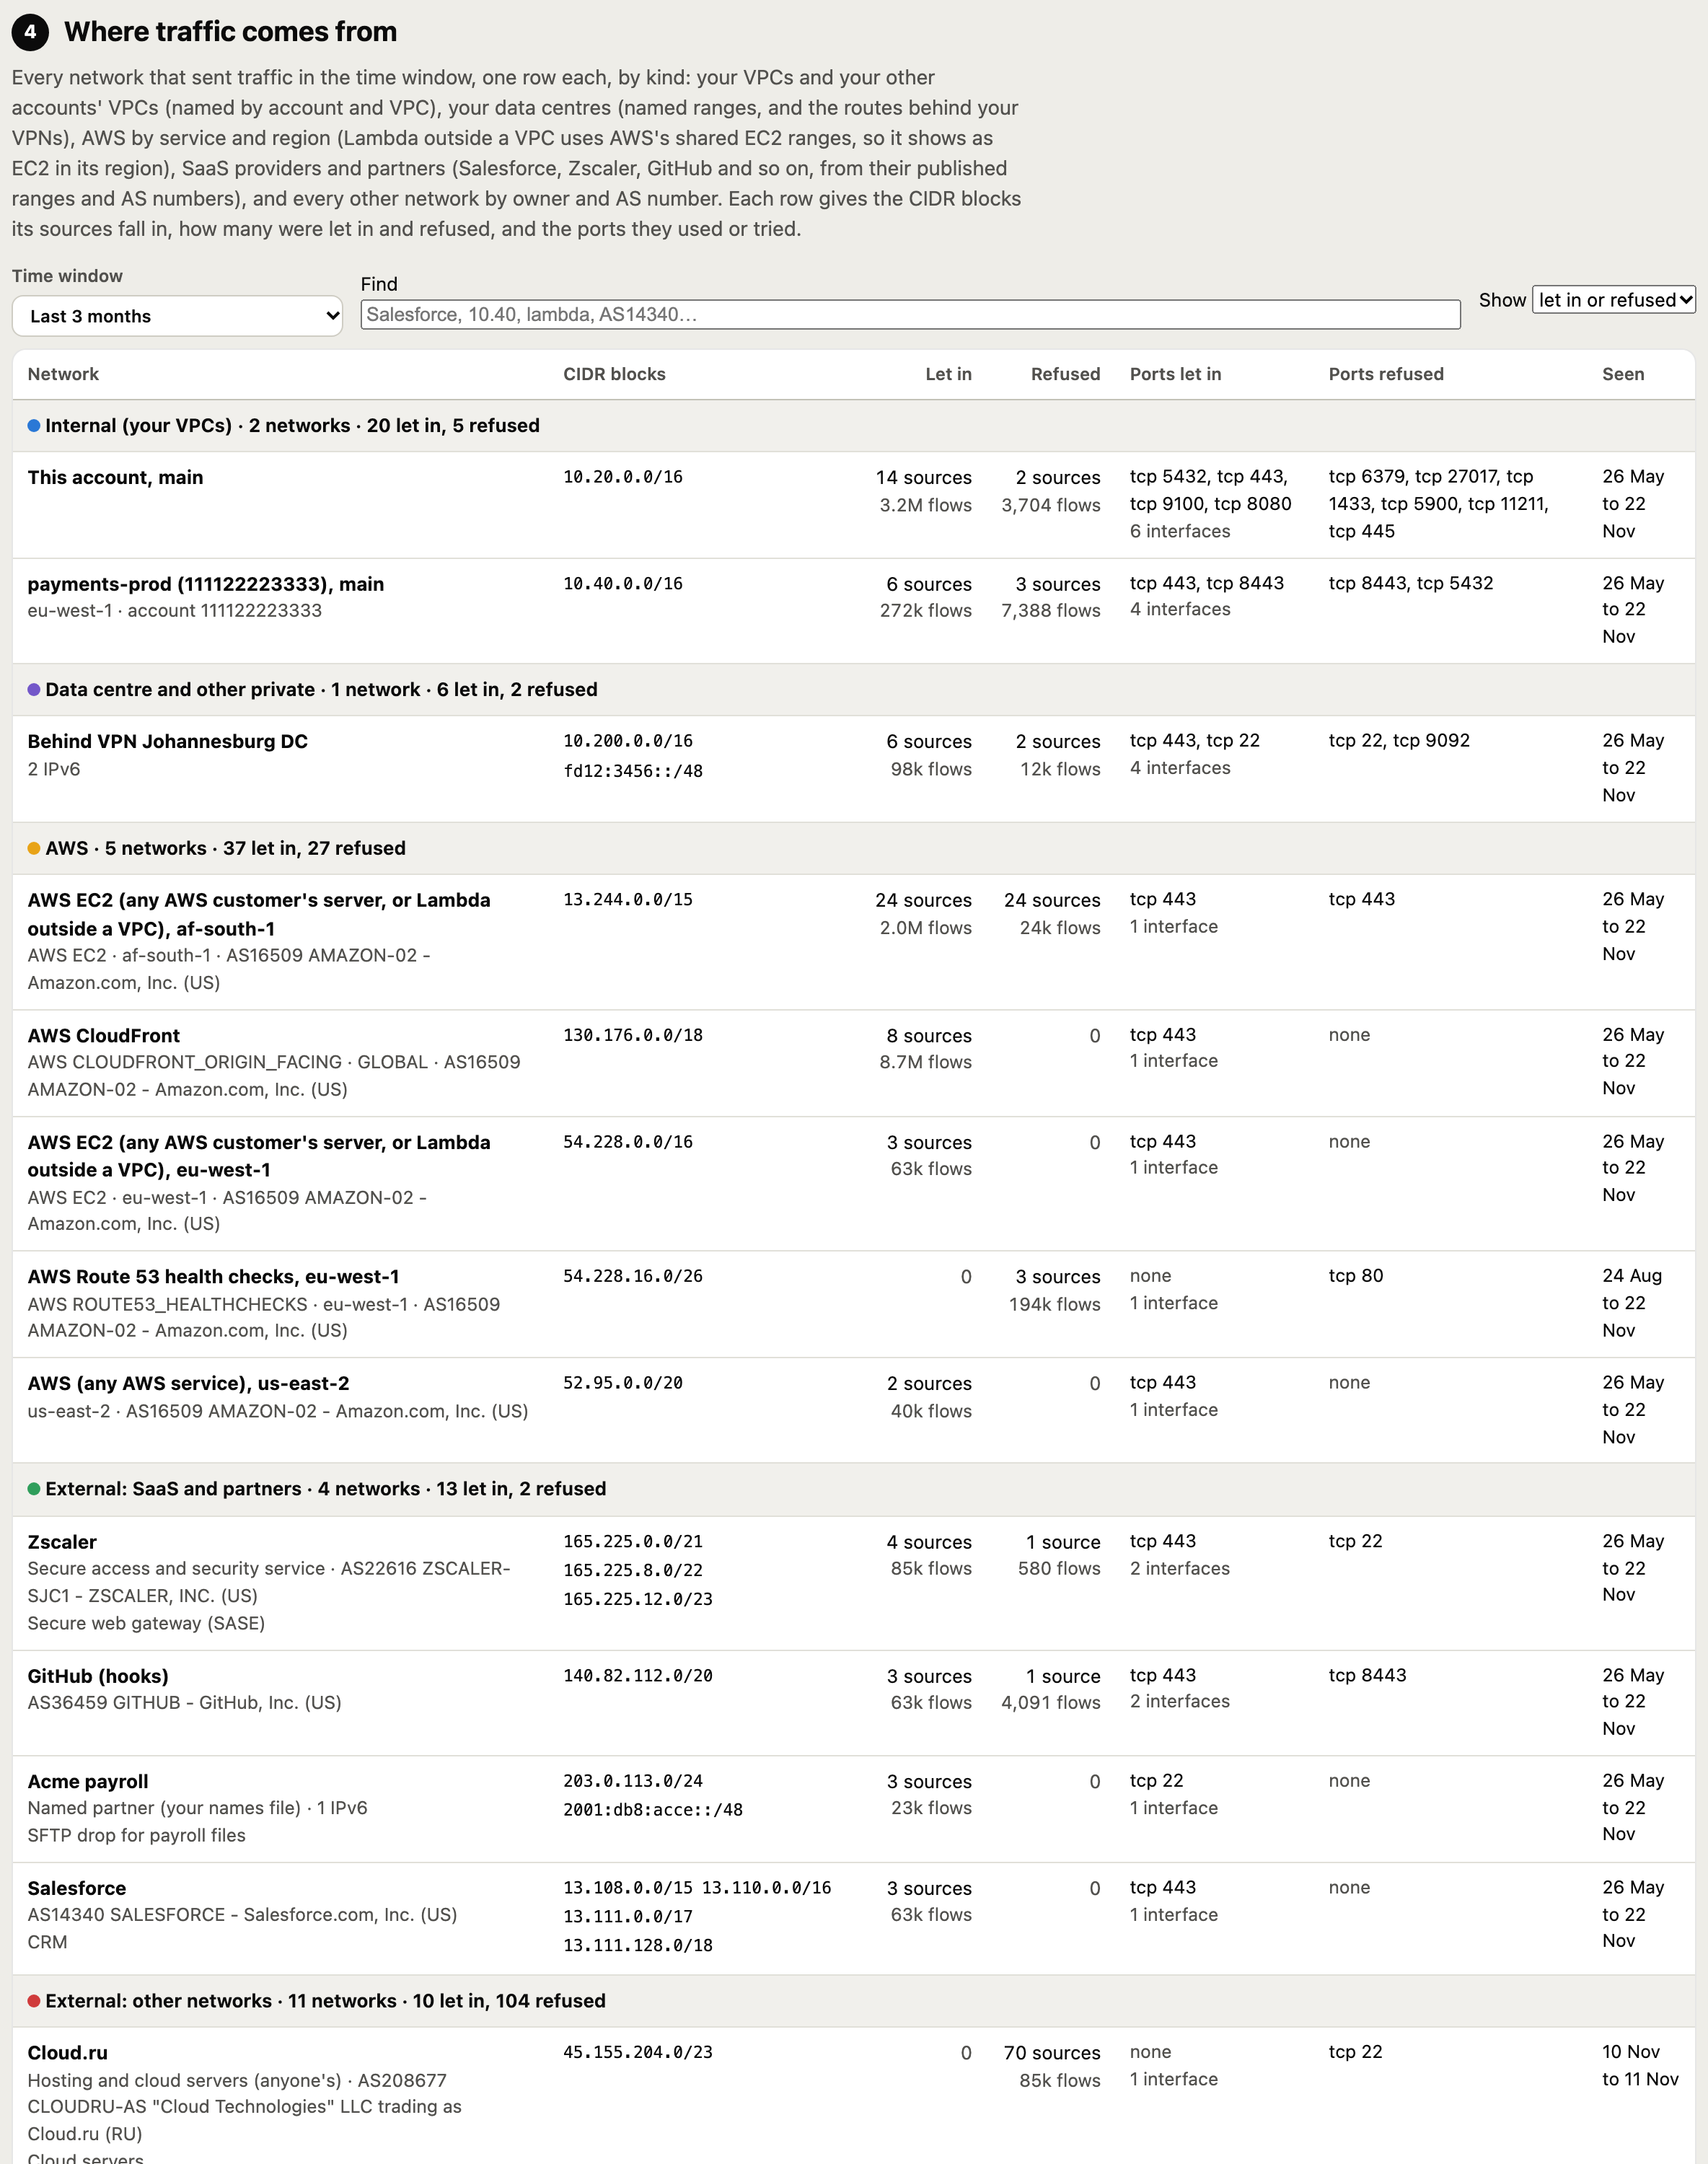 4 Where traffic comes from
Every network that sent traffic in the time window, one row each, by kind: your VPCs and your other
accounts' VPCs (named by account and VPC), your data centres (named ranges, and the routes behind your
VPNs), AWS by service and region (Lambda outside a VPC uses AWS's shared EC2 ranges, so it shows as
EC2 in its region), SaaS providers and partners (Salesforce, Zscaler, GitHub and so on, from their published
ranges and AS numbers), and every other network by owner and AS number. Each row gives the CIDR blocks
its sources fall in, how many were let in and refused, and the ports they used or tried.
Time window
Last 3 months
Find
Salesforce, 10.40, lambda, AS14340…
Show let in or refused
Network CIDR blocks Let in Refused Ports let in Ports refused Seen
Internal (your VPCs) · 2 networks · 20 let in, 5 refused
This account, main 10.20.0.0/16 14 sources 2 sources tcp 5432, tcp 443, tcp 6379, tcp 27017, tcp 26 May
3.2M flows 3,704 flows tcp 9100, tcp 8080 1433, tcp 5900, tcp 11211, to 22
6 interfaces tcp 445 Nov
payments-prod (111122223333), main 10.40.0.0/16 6 sources 3 sources tcp 443, tcp 8443 tcp 8443, tcp 5432 26 May
eu-west-1 · account 111122223333 272k flows 7,388 flows 4 interfaces to 22
Nov
Data centre and other private · 1 network · 6 let in, 2 refused
Behind VPN Johannesburg DC 10.200.0.0/16 6 sources 2 sources tcp 443, tcp 22 tcp 22, tcp 9092 26 May
2 IPv6 fd12:3456::/48 98k flows 12k flows 4 interfaces to 22
Nov
AWS · 5 networks · 37 let in, 27 refused
AWS EC2 (any AWS customer's server, or Lambda 13.244.0.0/15 24 sources 24 sources tcp 443 tcp 443 26 May
outside a VPC), af-south-1 2.0M flows 24k flows 1 interface to 22
AWS EC2 · af-south-1 · AS16509 AMAZON-02 - Nov
Amazon.com, Inc. (US)
AWS CloudFront 130.176.0.0/18 8 sources 0 tcp 443 none 26 May
AWS CLOUDFRONT_ORIGIN_FACING · GLOBAL · AS16509 8.7M flows 1 interface to 22
AMAZON-02 - Amazon.com, Inc. (US) Nov
AWS EC2 (any AWS customer's server, or Lambda 54.228.0.0/16 3 sources 0 tcp 443 none 26 May
outside a VPC), eu-west-1 63k flows 1 interface to 22
AWS EC2 · eu-west-1 · AS16509 AMAZON-02 - Nov
Amazon.com, Inc. (US)
AWS Route 53 health checks, eu-west-1 54.228.16.0/26 0 3 sources none tcp 80 24 Aug
AWS ROUTE53_HEALTHCHECKS · eu-west-1 · AS16509 194k flows 1 interface to 22
AMAZON-02 - Amazon.com, Inc. (US) Nov
AWS (any AWS service), us-east-2 52.95.0.0/20 2 sources 0 tcp 443 none 26 May
us-east-2 · AS16509 AMAZON-02 - Amazon.com, Inc. (US) 40k flows 1 interface to 22
Nov
External: SaaS and partners · 4 networks · 13 let in, 2 refused
Zscaler 165.225.0.0/21 4 sources 1 source tcp 443 tcp 22 26 May
Secure access and security service · AS22616 ZSCALER- 165.225.8.0/22 85k flows 580 flows 2 interfaces to 22
SJC1 - ZSCALER, INC. (US) 165.225.12.0/23 Nov
Secure web gateway (SASE)
GitHub (hooks) 140.82.112.0/20 3 sources 1 source tcp 443 tcp 8443 26 May
AS36459 GITHUB - GitHub, Inc. (US) 63k flows 4,091 flows 2 interfaces to 22
Nov
Acme payroll 203.0.113.0/24 3 sources 0 tcp 22 none 26 May
Named partner (your names file) · 1 IPv6 2001:db8:acce::/48 23k flows 1 interface to 22
SFTP drop for payroll files Nov
Salesforce 13.108.0.0/15 13.110.0.0/16 3 sources 0 tcp 443 none 26 May
AS14340 SALESFORCE - Salesforce.com, Inc. (US) 13.111.0.0/17 63k flows 1 interface to 22
CRM 13.111.128.0/18 Nov
External: other networks · 11 networks · 10 let in, 104 refused
Cloud.ru 45.155.204.0/23 0 70 sources none tcp 22 10 Nov
Hosting and cloud servers (anyone's) · AS208677 85k flows 1 interface to 11 Nov
CLOUDRU-AS "Cloud Technologies" LLC trading as
Cloud.ru (RU)
Cloud servers